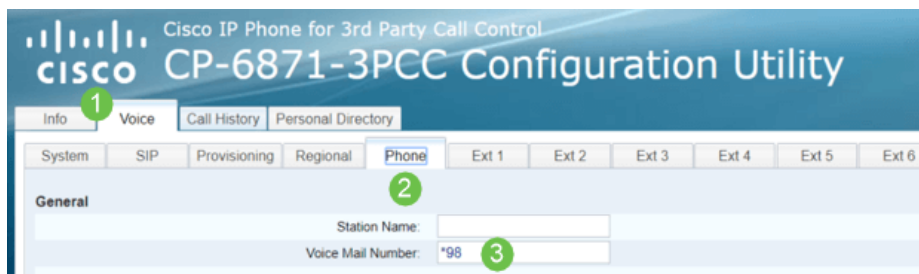 Cisco IP Phone for 3rd Party Call Control
CISCO CP-6871-3PCC Configuration Utility
1
Info Voice Call History Personal Directory
System SIP Provisioning Regional Phone Ext 1 Ext 2 Ext 3 Ext 4 Ext 5 Ext 6
2
General
Station Name:
Voice Mail Number: *98 3